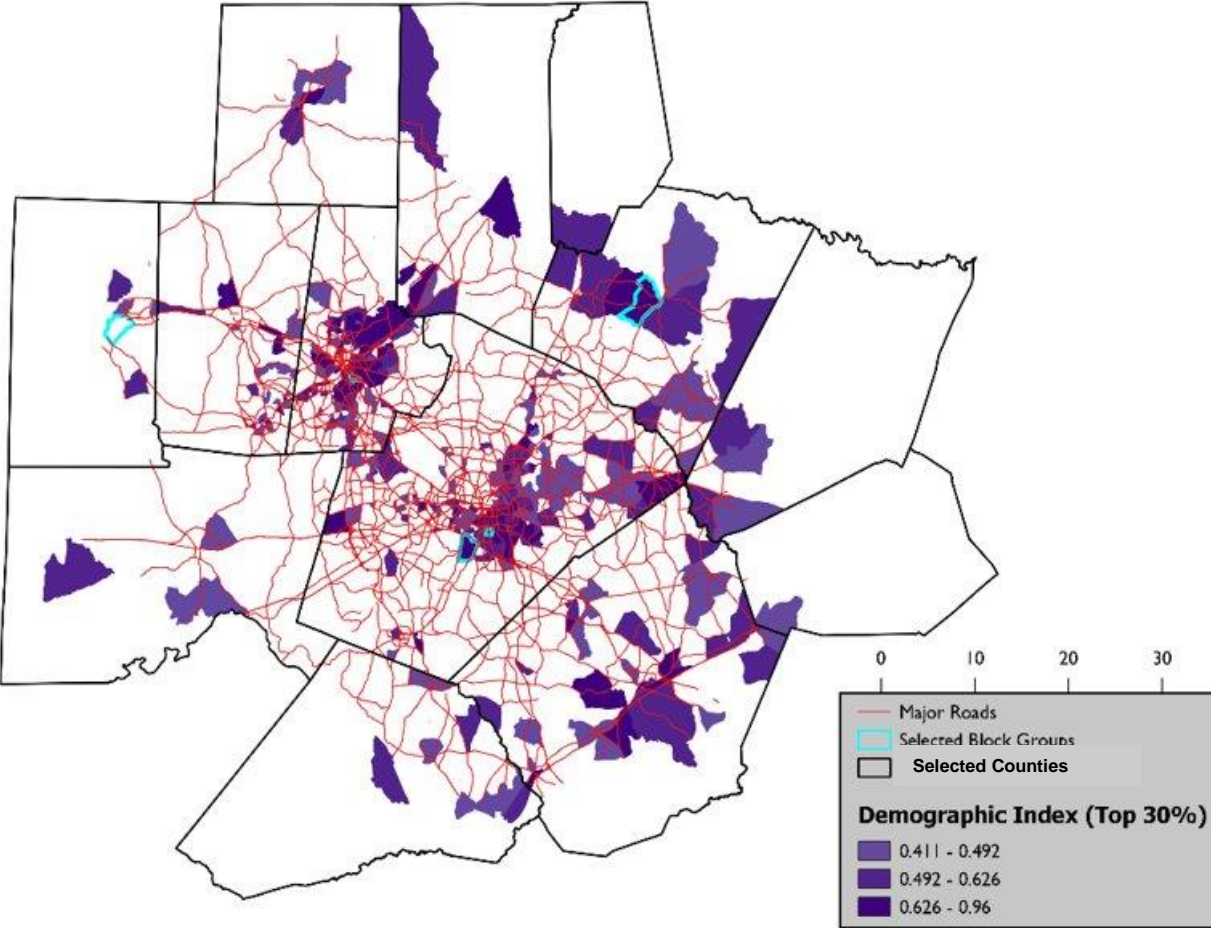 0 10 20 30
Major Roads
Selected Block Groups
Selected Counties
Demographic Index (Top 30%)
0.411 - 0.492
0.492 - 0.626
0.626 - 0.96